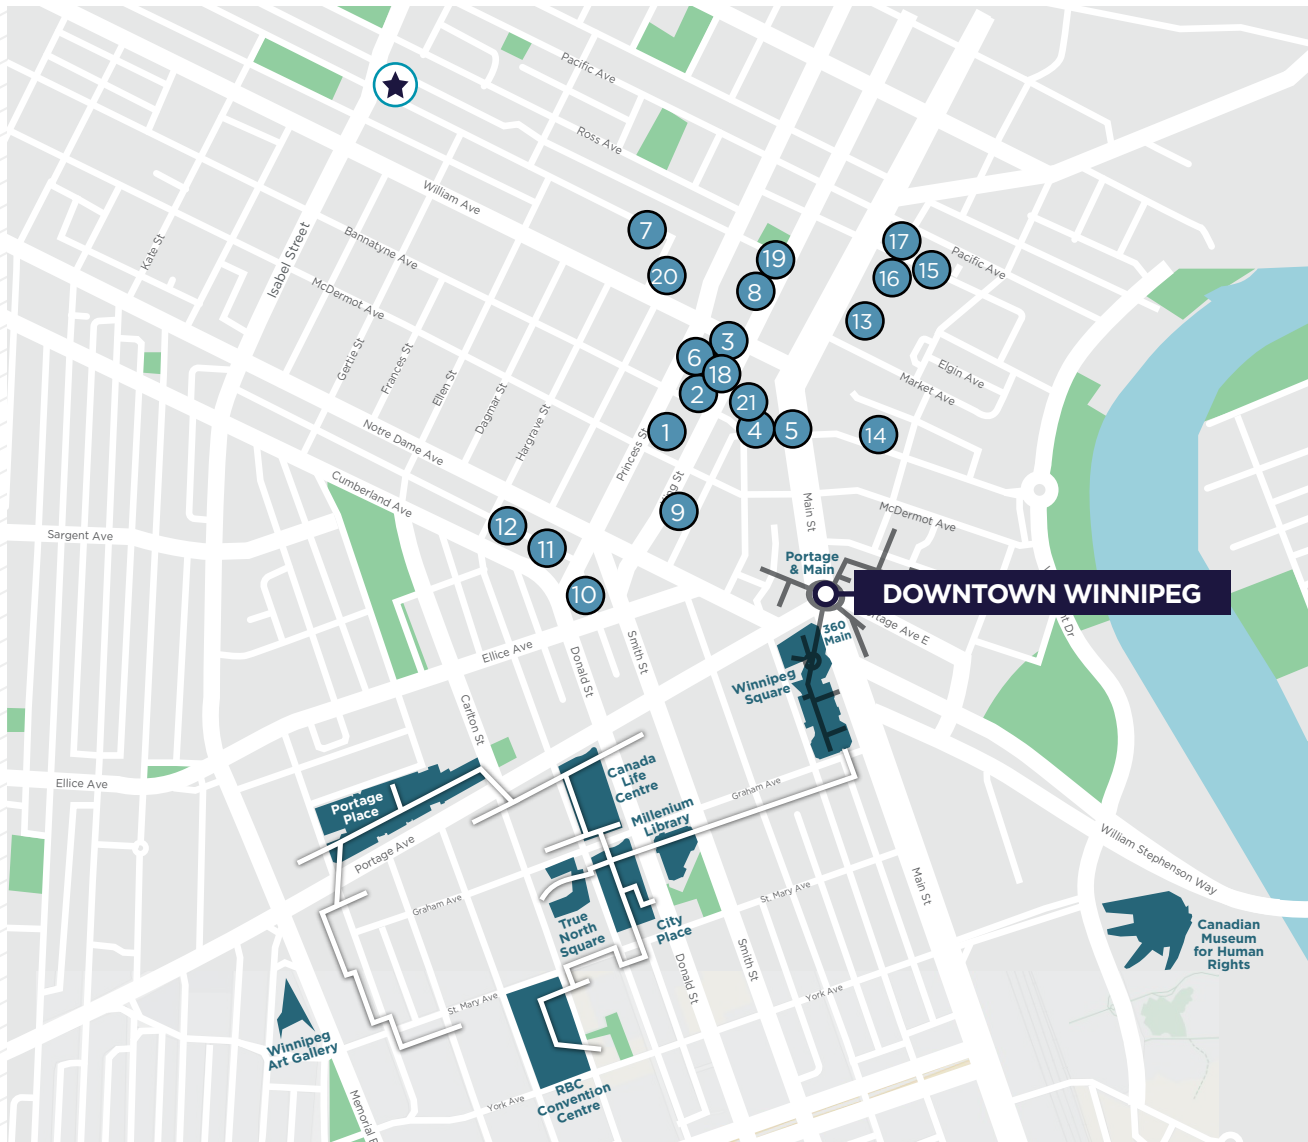 Pacific Ave
Ross Ave
William Ave
Bannatyne Ave
McDermot Ave
Kate St
Isabel Street
Gertie St
Frances St
Ellen St
Dagmar St
Hargrave St
Princess St
Notre Dame Ave
Cumberland Ave
Sargent Ave
7
20
19
8
17
16
15
13
Pacific Ave
3
6
18
2
21
1
4
5
14
Elgin Ave
Market Ave
9
12
11
10
Main St
McDermot Ave
Portage
& Main
DOWNTOWN WINNIPEG
360
Main
Winnipeg
Square
Ellice Ave
Donald St
Smith St
Carlton St
Ellice Ave
Portage
Place
Portage Ave
Canada
Life
Centre
Millenium
Library
Graham Ave
Graham Ave
True
North
Square
City
Place
St. Mary Ave
St. Mary Ave
Main St
William Stephenson Way
Canadian
Museum
for Human
Rights
Smith St
Donald St
York Ave
Winnipeg
Art Gallery
RBC
Convention
Centre
York Ave
Memorial